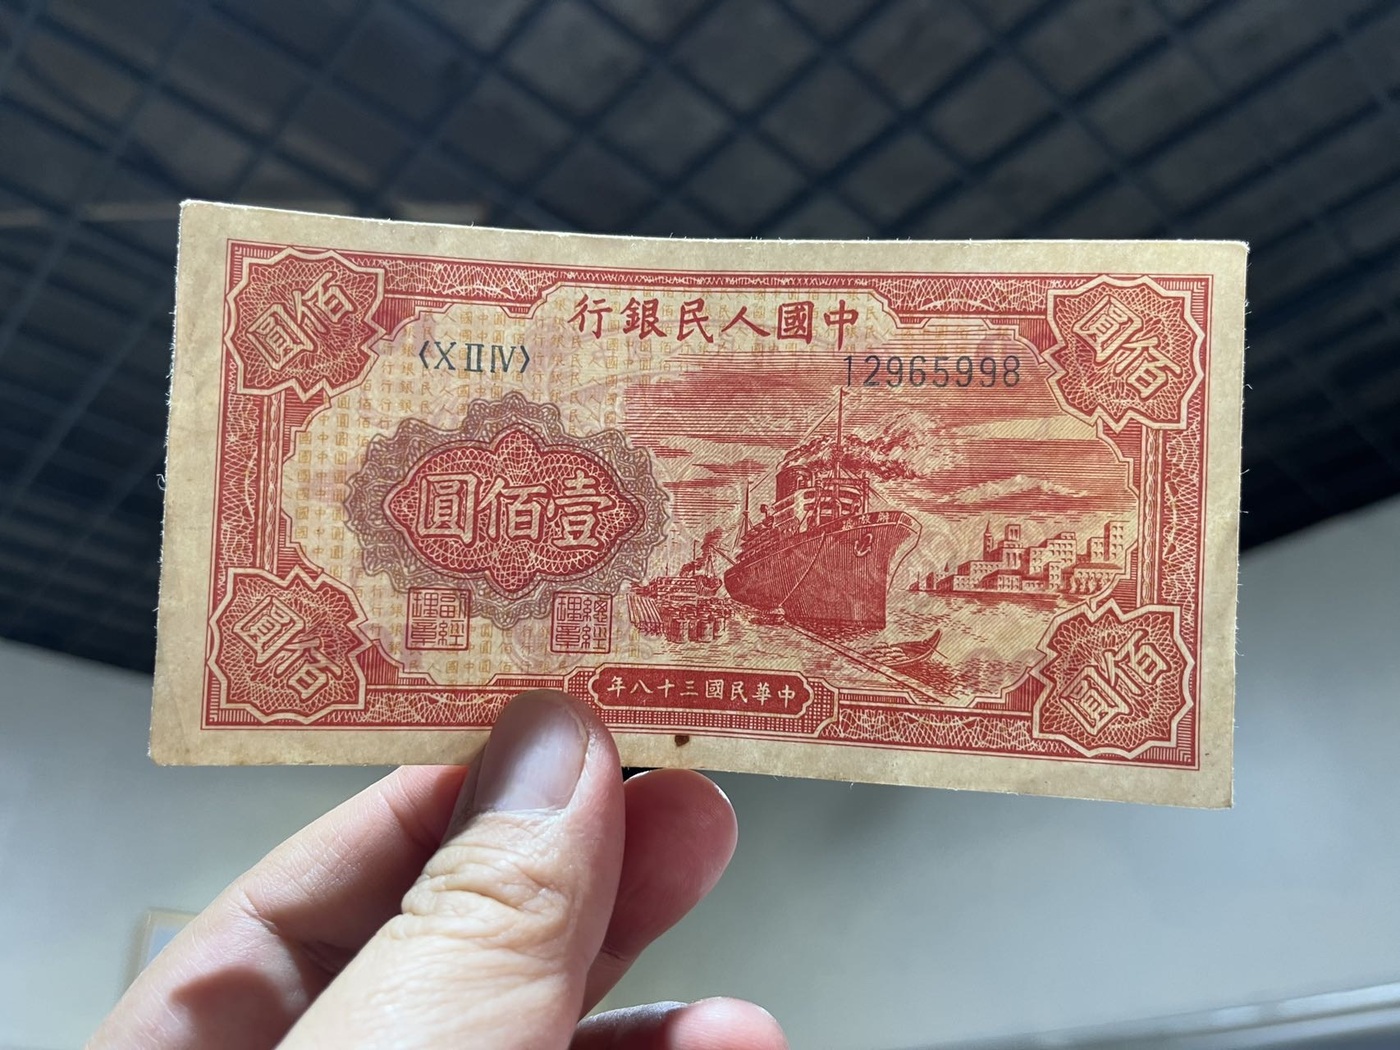 中國人民銀行
〈ⅩⅡⅣ〉
12965998
佰圓
佰圓
壹佰圓
總經理章
副經理章
佰圓
佰圓
中華民國三十八年